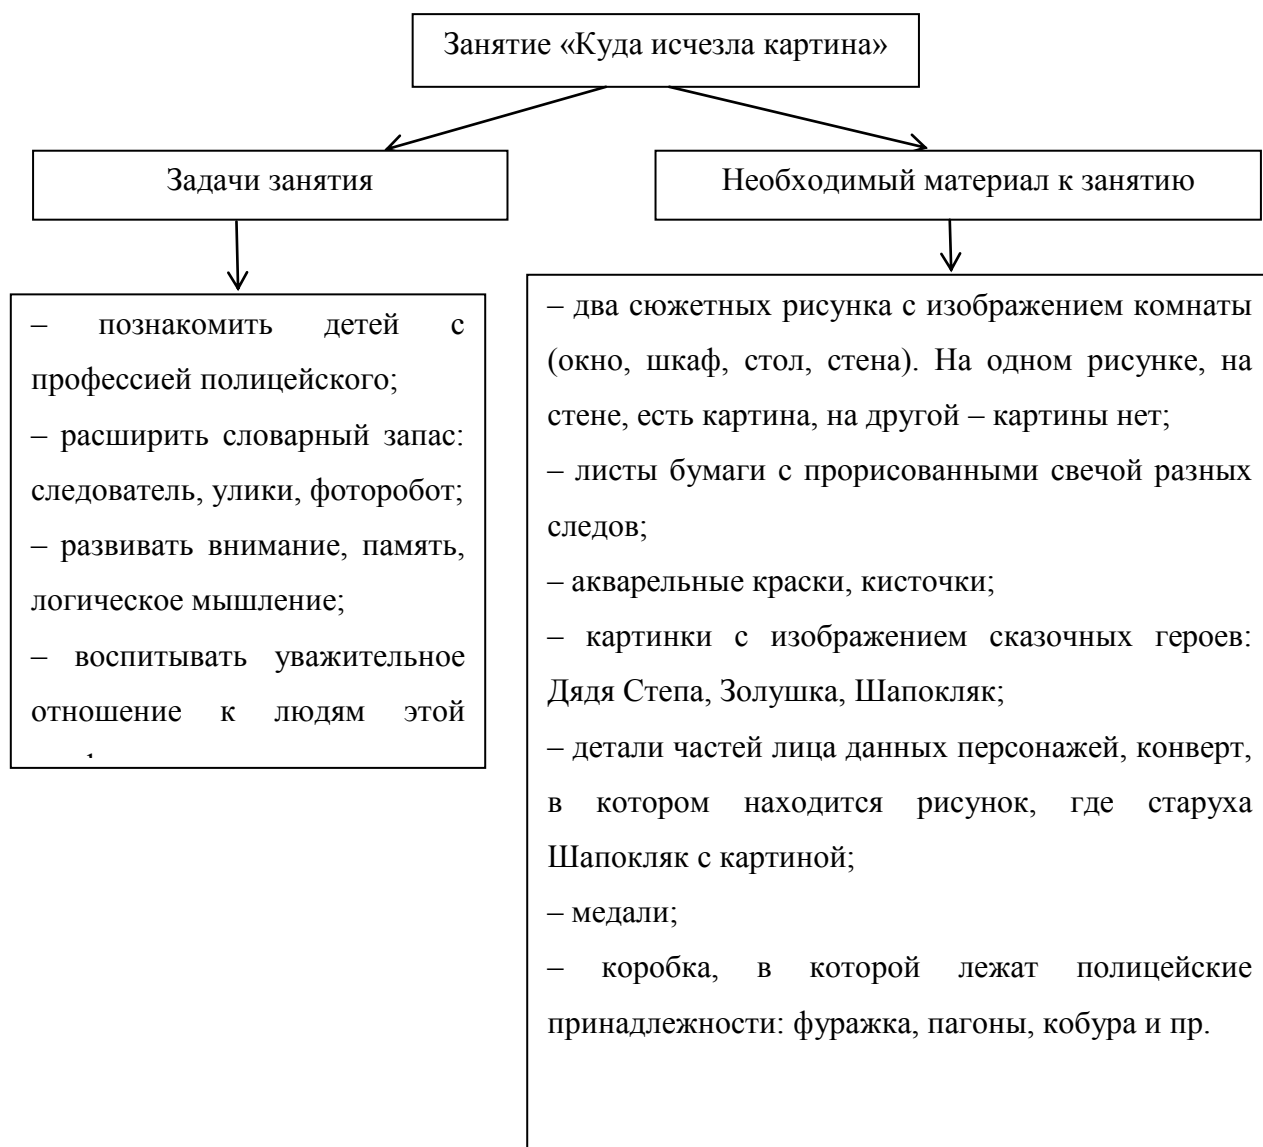 Занятие «Куда исчезла картина»
Задачи занятия
Необходимый материал к занятию
– познакомить детей с
профессией полицейского;
– расширить словарный запас:
следователь, улики, фоторобот;
– развивать внимание, память,
логическое мышление;
– воспитывать уважительное
отношение к людям этой
– два сюжетных рисунка с изображением комнаты
(окно, шкаф, стол, стена). На одном рисунке, на
стене, есть картина, на другой – картины нет;
– листы бумаги с прорисованными свечой разных
следов;
– акварельные краски, кисточки;
– картинки с изображением сказочных героев:
Дядя Степа, Золушка, Шапокляк;
– детали частей лица данных персонажей, конверт,
в котором находится рисунок, где старуха
Шапокляк с картиной;
– медали;
– коробка, в которой лежат полицейские
принадлежности: фуражка, пагоны, кобура и пр.